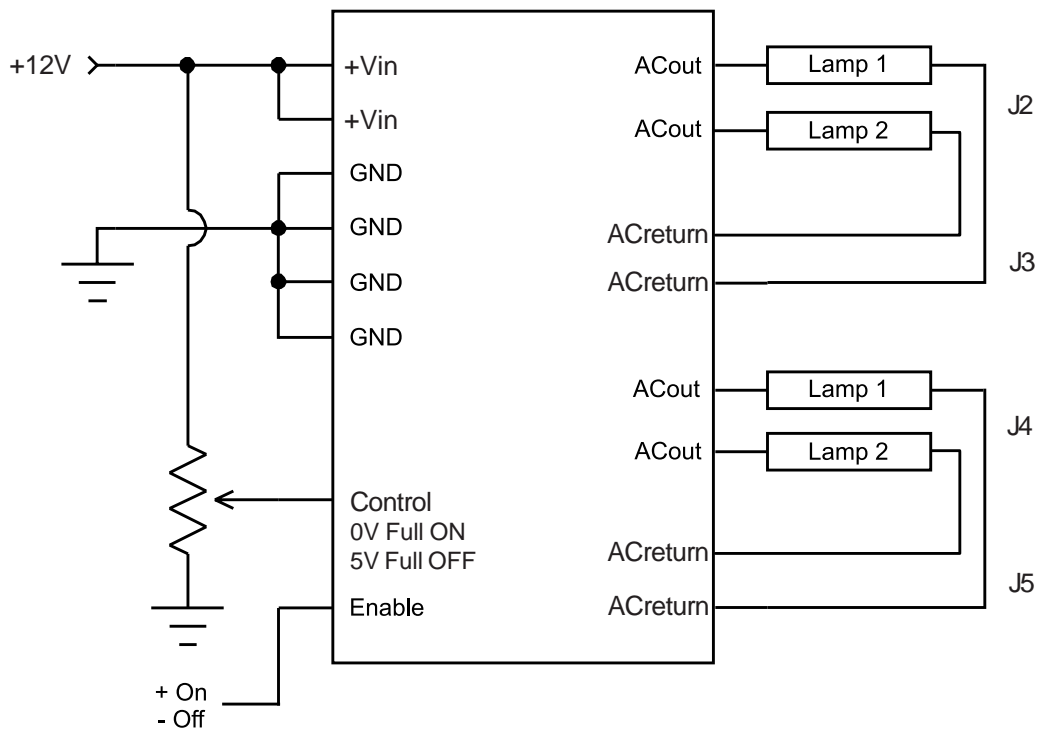 +12V
+Vin
+Vin
GND
GND
GND
GND
Control
0V Full ON
5V Full OFF
Enable
+ On
- Off
ACout
Lamp 1
J2
ACout
Lamp 2
ACreturn
ACreturn
J3
ACout
Lamp 1
J4
ACout
Lamp 2
ACreturn
ACreturn
J5